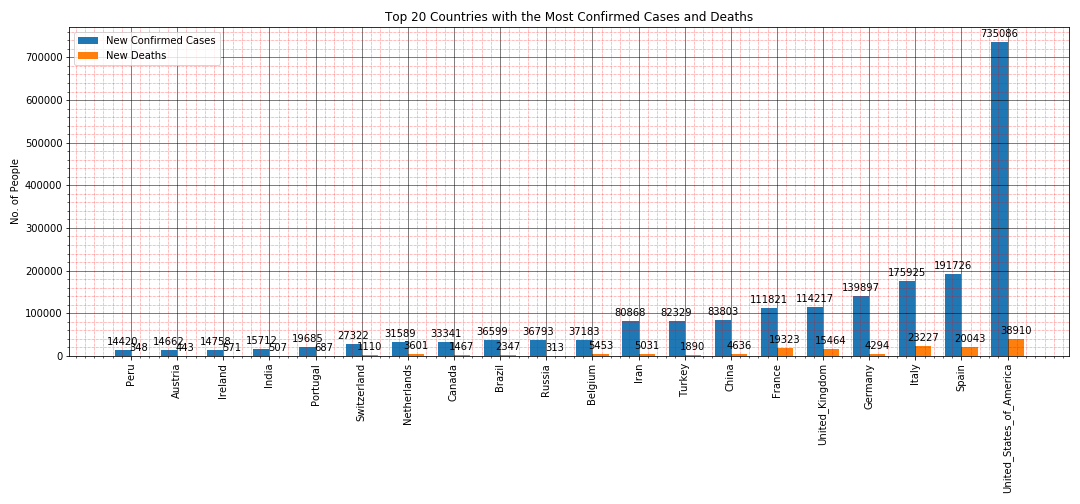 Top 20 Countries with the Most Confirmed Cases and Deaths
New Confirmed Cases
New Deaths
No. of People
700000
600000
500000
400000
300000
200000
100000
0
14420
348
14662
443
14758
571
15712
507
19685
687
27322
1110
31589
3601
33341
1467
36599
2347
36793
313
37183
5453
80868
5031
82329
1890
83803
4636
111821
19323
114217
15464
139897
4294
175925
23227
191726
20043
735086
38910
Peru
Austria
Ireland
India
Portugal
Switzerland
Netherlands
Canada
Brazil
Russia
Belgium
Iran
Turkey
China
France
United_Kingdom
Germany
Italy
Spain
United_States_of_America